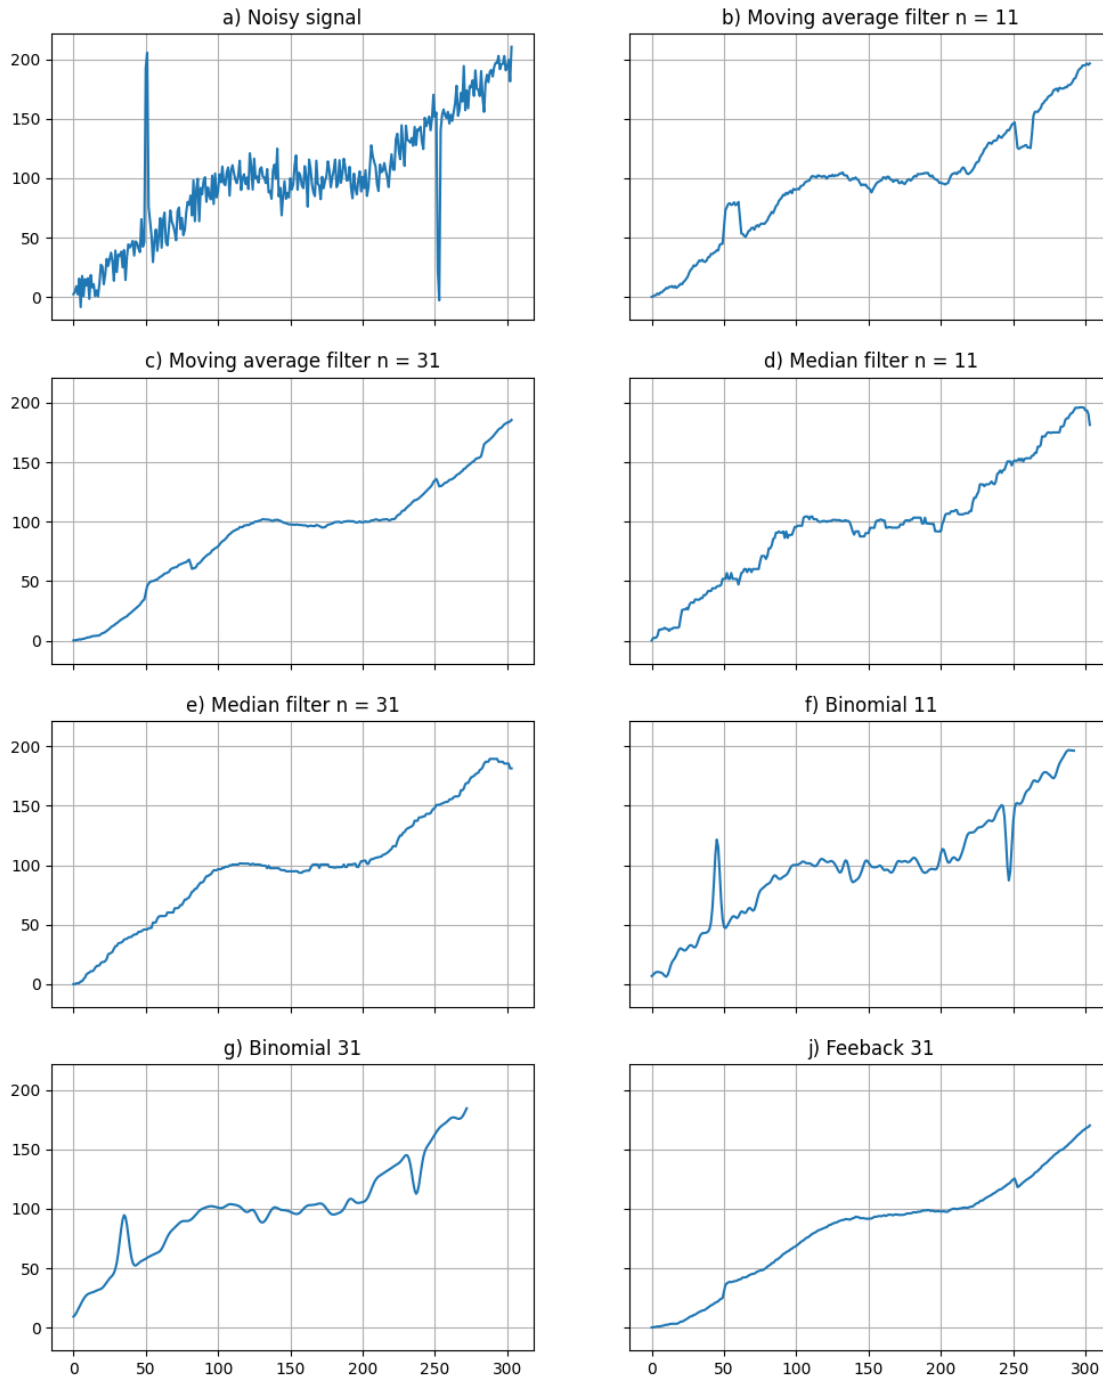 a) Noisy signal
b) Moving average filter n = 11
200
150
100
50
0
c) Moving average filter n = 31
d) Median filter n = 11
200
150
100
50
0
e) Median filter n = 31
f) Binomial 11
200
150
100
50
0
g) Binomial 31
j) Feeback 31
200
150
100
50
0
0 50 100 150 200 250 300
0 50 100 150 200 250 300